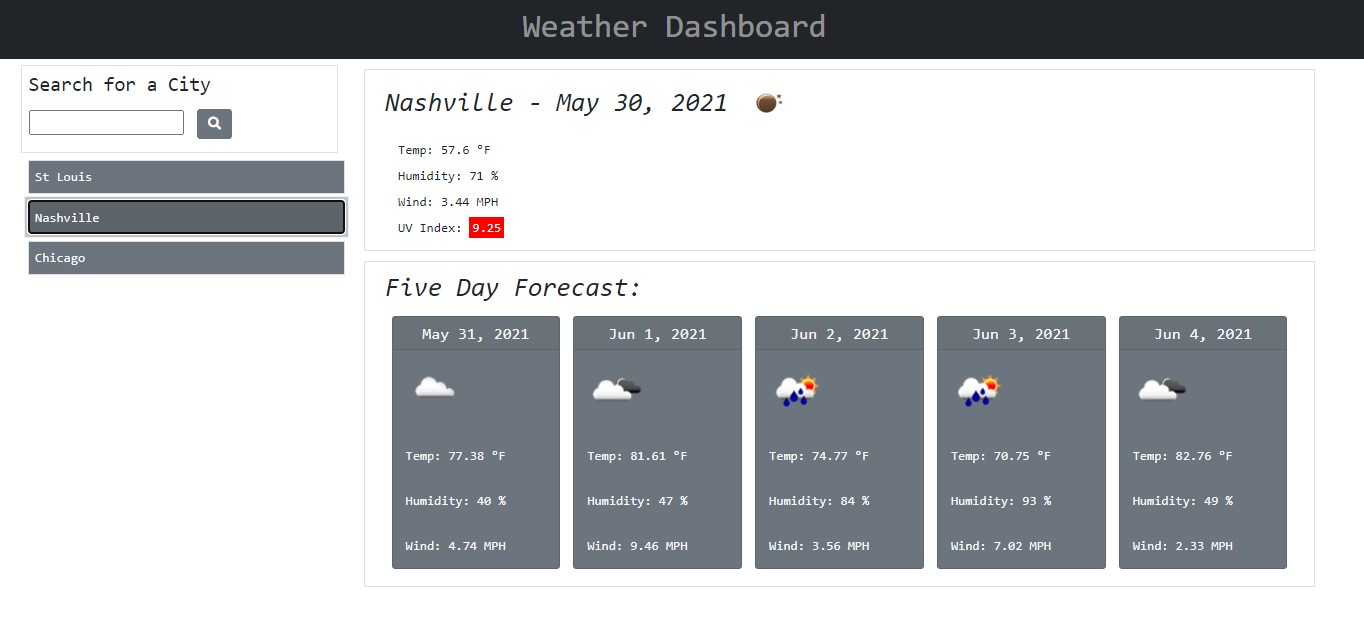 Weather Dashboard
Search for a City
St Louis
Nashville
Chicago
Nashville - May 30, 2021
Temp: 57.6 °F
Humidity: 71 %
Wind: 3.44 MPH
UV Index: 9.25
Five Day Forecast:
May 31, 2021
Temp: 77.38 °F
Humidity: 40 %
Wind: 4.74 MPH
Jun 1, 2021
Temp: 81.61 °F
Humidity: 47 %
Wind: 9.46 MPH
Jun 2, 2021
Temp: 74.77 °F
Humidity: 84 %
Wind: 3.56 MPH
Jun 3, 2021
Temp: 70.75 °F
Humidity: 93 %
Wind: 7.02 MPH
Jun 4, 2021
Temp: 82.76 °F
Humidity: 49 %
Wind: 2.33 MPH